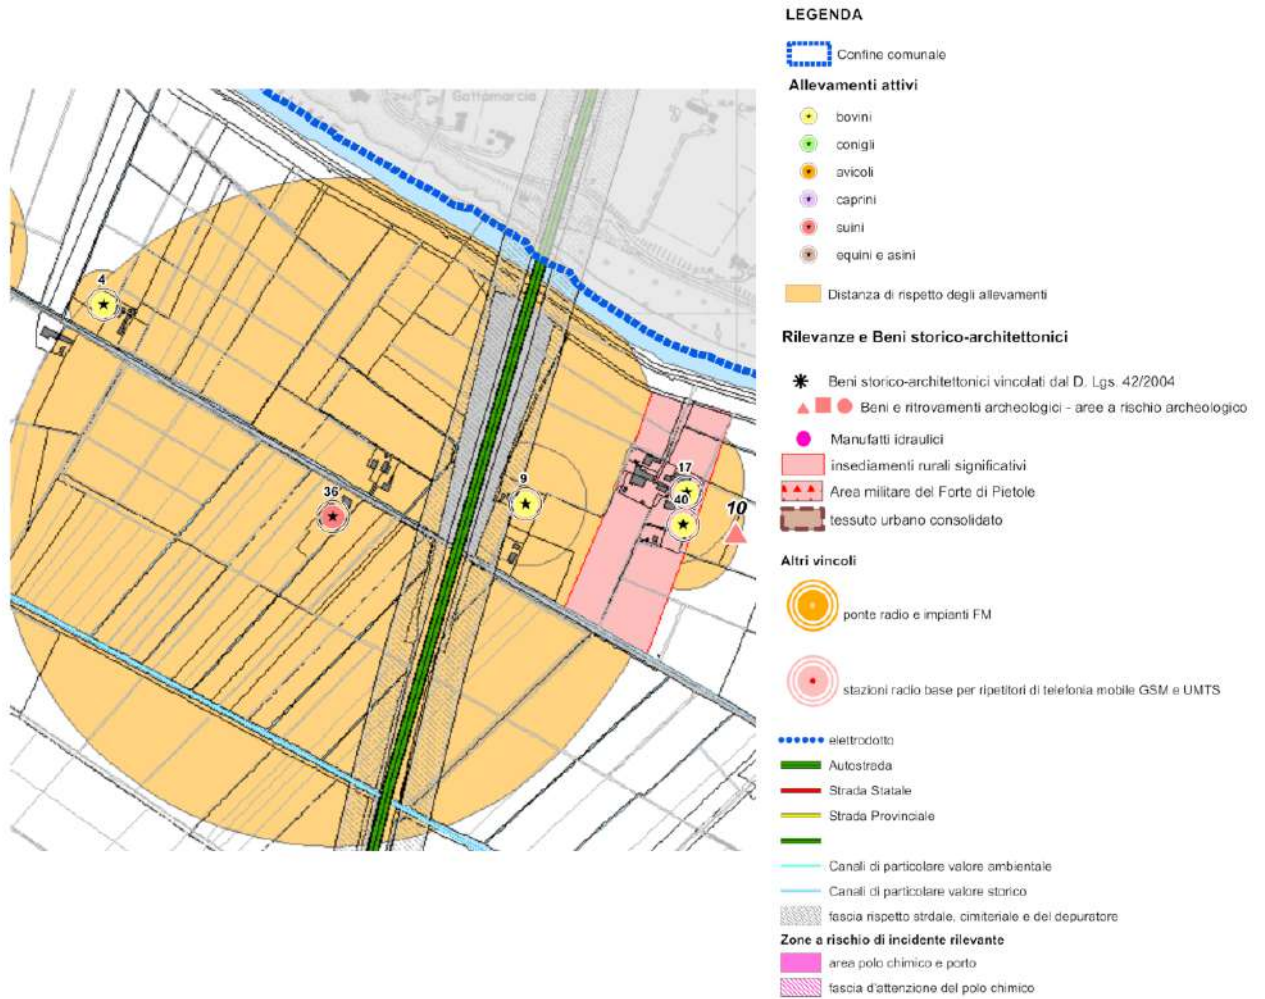 LEGENDA
Confine comunale
Allevamenti attivi
bovini
conigli
avicoli
caprini
suini
equini e asini
Distanza di rispetto degli allevamenti
Rilevanze e Beni storico-architettonici
Beni storico-architettonici vincolati dal D. Lgs. 42/2004
Beni e ritrovamenti archeologici - aree a rischio archeologico
Manufatti idraulici
insediamenti rurali significativi
Area militare del Forte di Pietole
tessuto urbano consolidato
Altri vincoli
ponte radio e impianti FM
stazioni radio base per ripetitori di telefonia mobile GSM e UMTS
elettrodotto
Autostrada
Strada Statale
Strada Provinciale
Canali di particolare valore ambientale
Canali di particolare valore storico
fascia rispetto strdale, cimiteriale e del depuratore
Zone a rischio di incidente rilevante
area polo chimico e porto
fascia d'attenzione del polo chimico
Gattamarcia
4
36
9
17
40
10